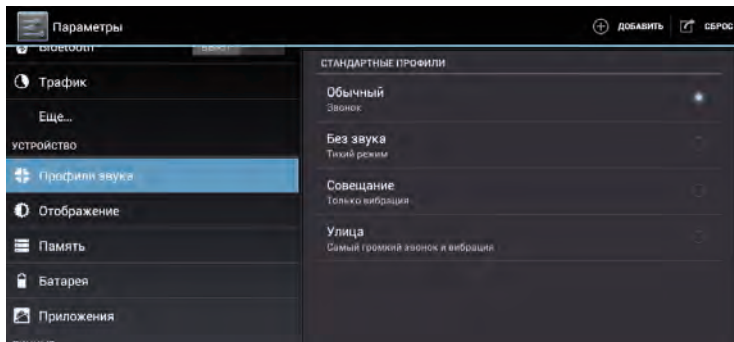 Параметры
ДОБАВИТЬ
СБРОС
Bluetooth
Трафик
Еще...
УСТРОЙСТВО
Профили звука
Отображение
Память
Батарея
Приложения
СТАНДАРТНЫЕ ПРОФИЛИ
Обычный
Звонок
Без звука
Тихий режим
Совещание
Только вибрация
Улица
Самый громкий звонок и вибрация